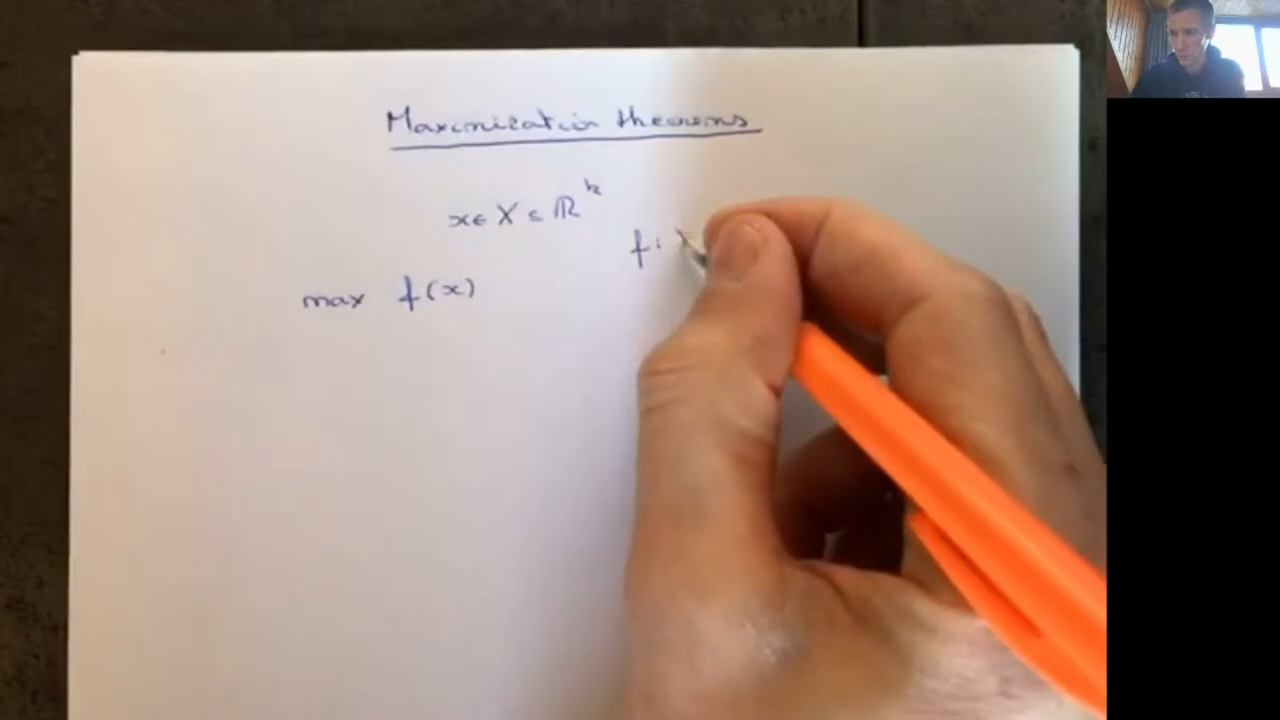 Maximization theorems
x ∈ X ⊆ ℝ^k
f: X
max f(x)